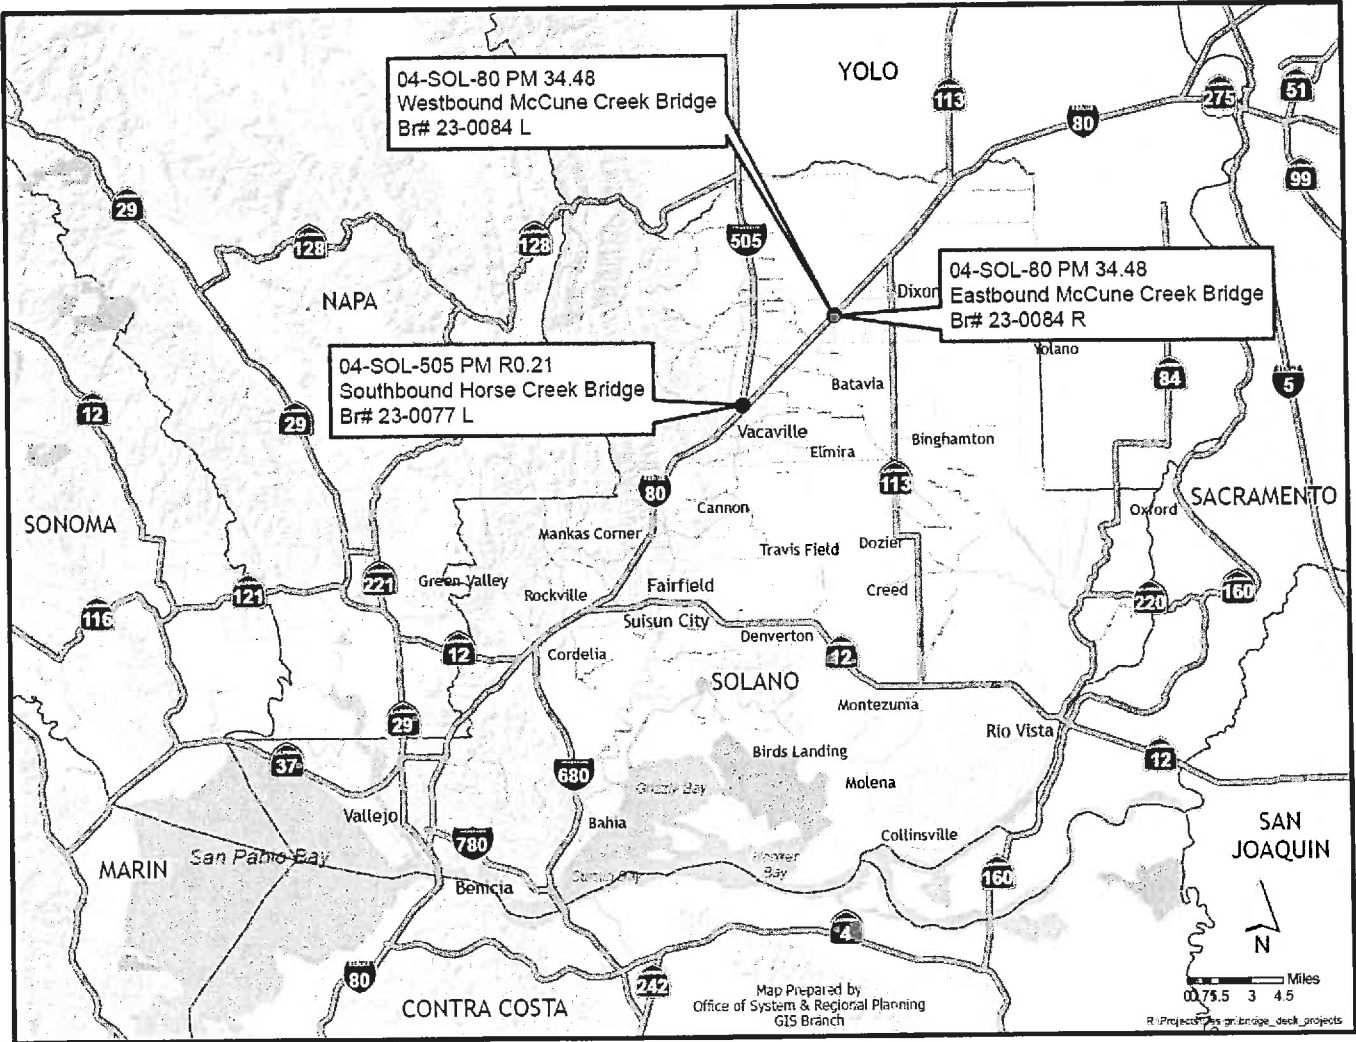 04-SOL-80 PM 34.48
Westbound McCune Creek Bridge
Br# 23-0084 L
YOLO
113
80
275
51
99
29
128
128
505
04-SOL-80 PM 34.48
Eastbound McCune Creek Bridge
Br# 23-0084 R
NAPA
Dixon
Yolano
04-SOL-505 PM R0.21
Southbound Horse Creek Bridge
Br# 23-0077 L
84
5
Batavia
12
29
Vacaville
Elmira
Binghamton
80
113
Cannon
SACRAMENTO
Oxford
SONOMA
Mankas Corner
Travis Field
Dozier
221
Green Valley
Fairfield
Creed
121
Rockville
220
160
116
Suisun City
Denverton
12
Cordelia
12
SOLANO
Montezuma
29
Rio Vista
37
Birds Landing
12
680
Grizzly Bay
Molena
Vallejo
Bahia
Collinsville
SAN
JOAQUIN
780
MARIN
San Pablo Bay
Bay
Benicia
160
4
N
80
242
Miles
3 4.5
Map Prepared by
Office of System & Regional Planning
GIS Branch
CONTRA COSTA